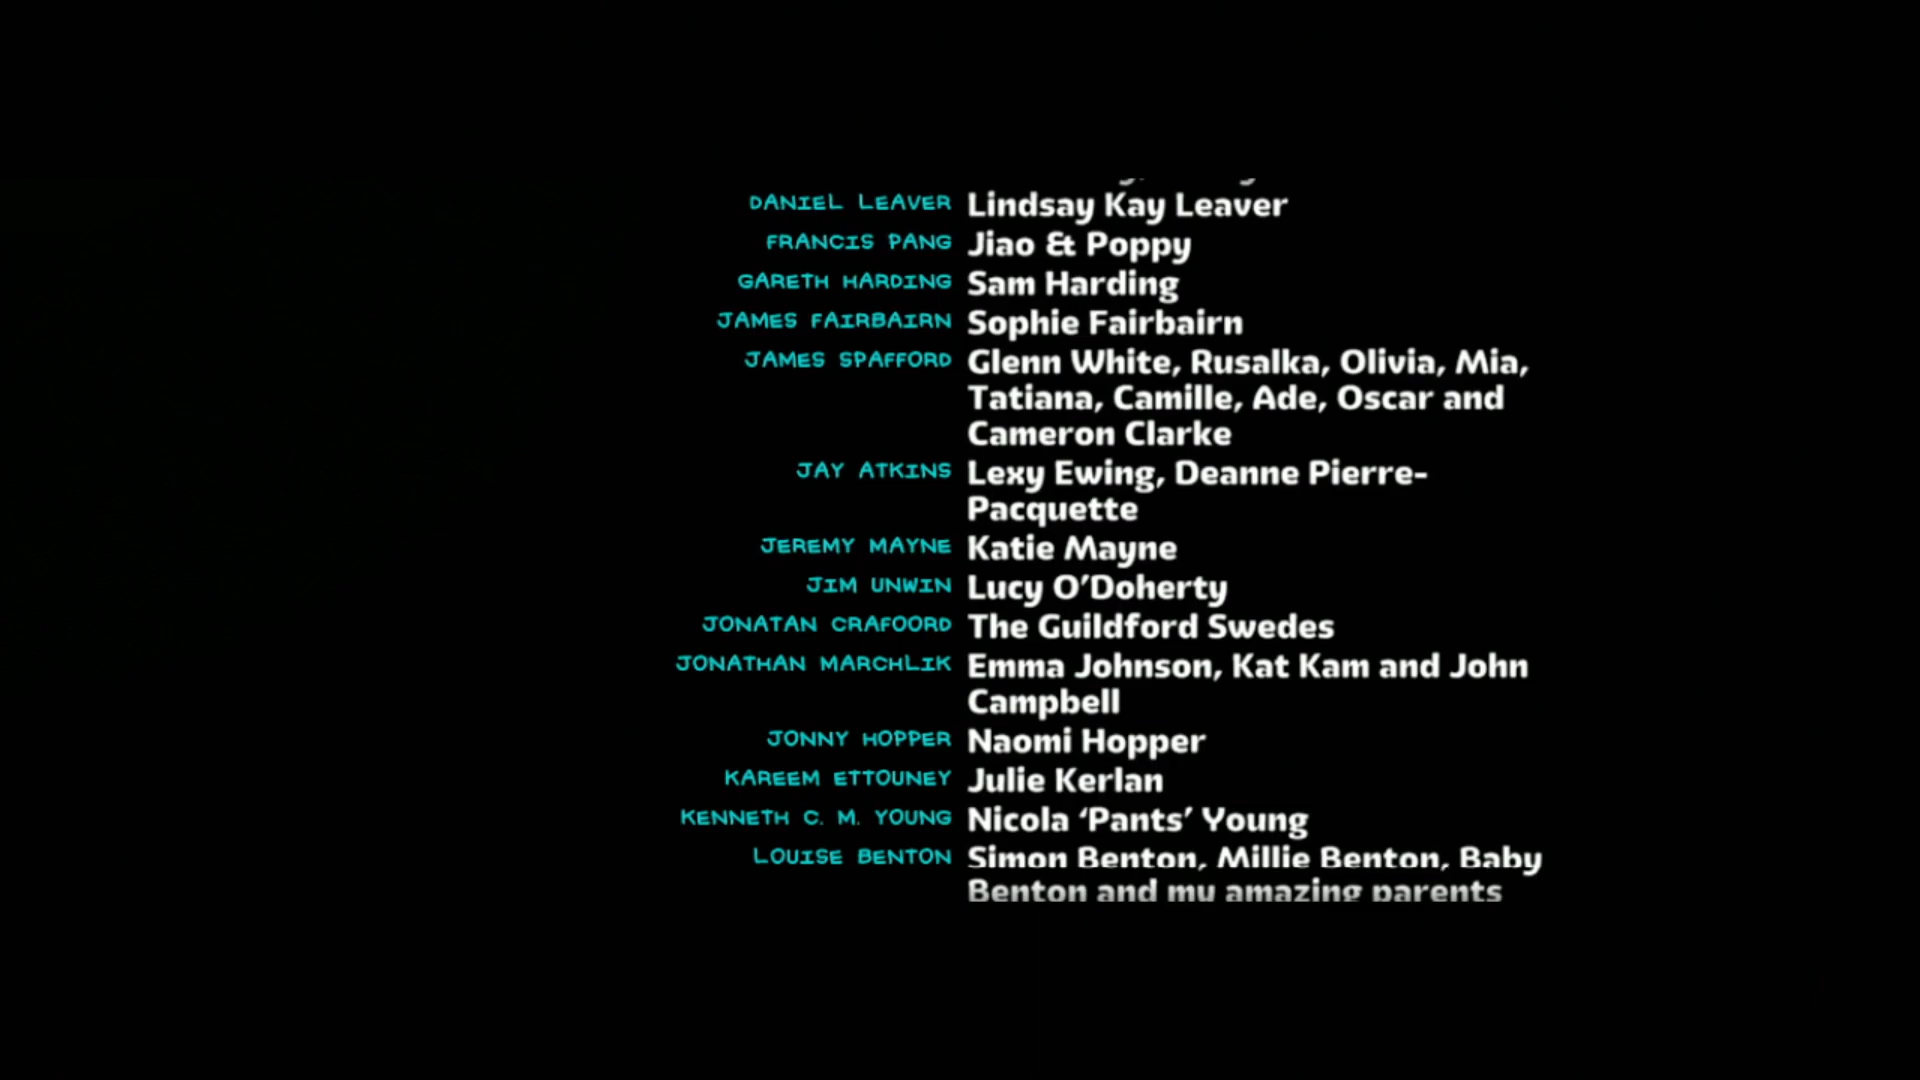 DANIEL LEAVER Lindsay Kay Leaver
FRANCIS PANG Jiao & Poppy
GARETH HARDING Sam Harding
JAMES FAIRBAIRN Sophie Fairbairn
JAMES SPAFFORD Glenn White, Rusalka, Olivia, Mia,
Tatiana, Camille, Ade, Oscar and
Cameron Clarke
JAY ATKINS Lexy Ewing, Deanne Pierre-
Pacquette
JEREMY MAYNE Katie Mayne
JIM UNWIN Lucy O’Doherty
JONATAN CRAFOORD The Guildford Swedes
JONATHAN MARCHLIK Emma Johnson, Kat Kam and John
Campbell
JONNY HOPPER Naomi Hopper
KAREEM ETTOUNEY Julie Kerlan
KENNETH C. M. YOUNG Nicola ‘Pants’ Young
LOUISE BENTON Simon Benton, Millie Benton, Baby
Benton and my amazing parents